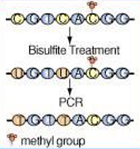 C G T C A C G
Bisulfite Treatment
U G T U A C G
PCR
T G T T A C G
methyl group